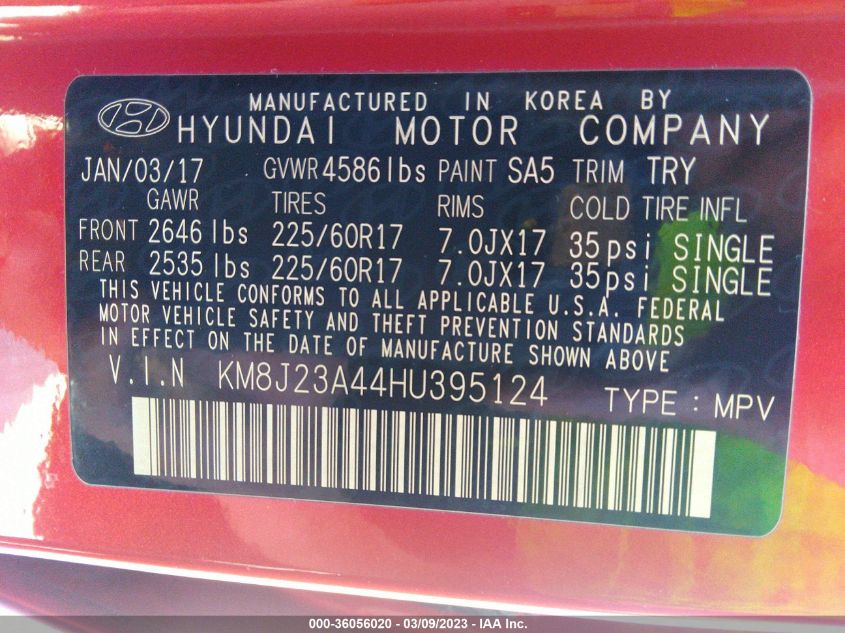 MANUFACTURED IN KOREA BY
HYUNDAI MOTOR COMPANY
JAN/03/17 GVWR 4586 lbs PAINT SA5 TRIM TRY
GAWR TIRES RIMS COLD TIRE INFL
FRONT 2646 lbs 225/60R17 7.0JX17 35psi SINGLE
REAR 2535 lbs 225/60R17 7.0JX17 35psi SINGLE
THIS VEHICLE CONFORMS TO ALL APPLICABLE U.S.A. FEDERAL
MOTOR VEHICLE SAFETY AND THEFT PREVENTION STANDARDS
IN EFFECT ON THE DATE OF MANUFACTURE SHOWN ABOVE
V.I.N KM8J23A44HU395124 TYPE : MPV
000-36056020 - 03/09/2023 - IAA Inc.